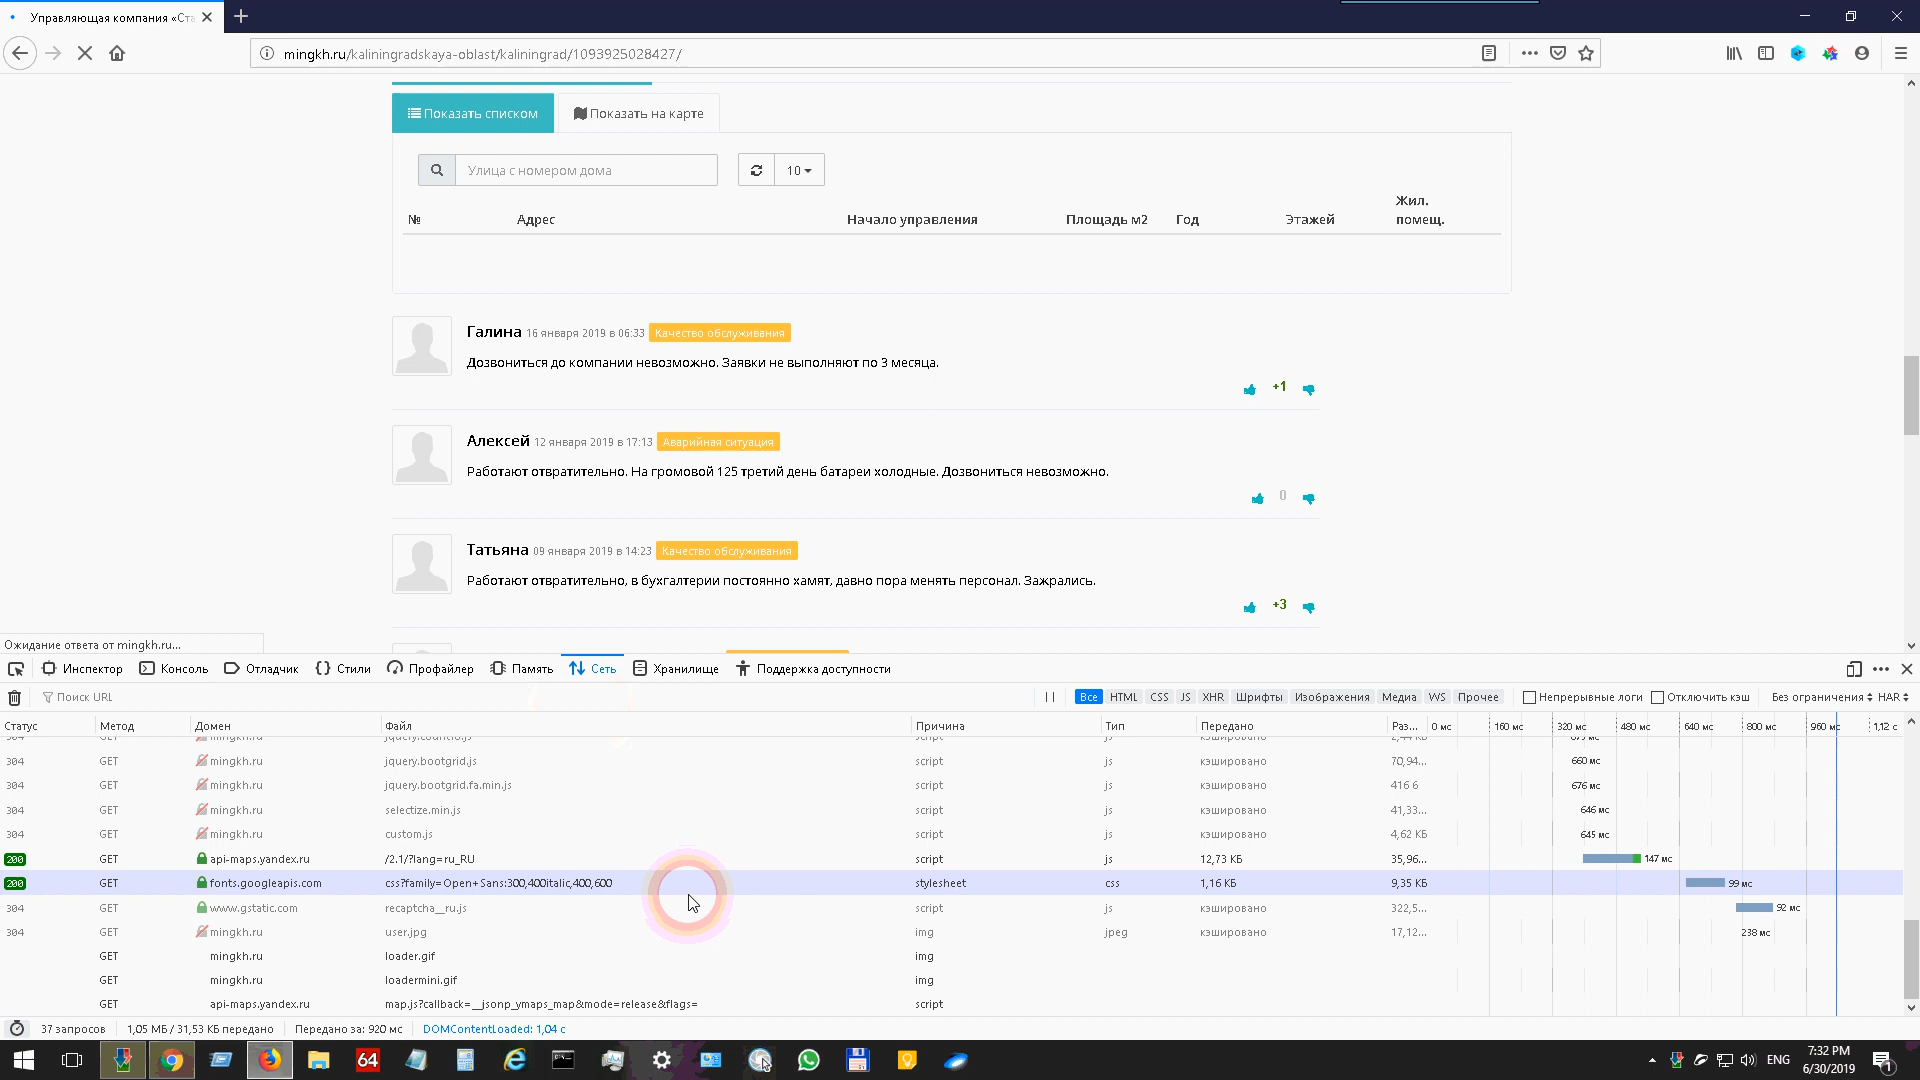 Управляющая компания «Ста
mingkh.ru/kaliningradskaya-oblast/kaliningrad/1093925028427/
Показать списком
Показать на карте
Улица с номером дома
10
№ Адрес Начало управления Площадь м2 Год Этажей Жил. помещ.
Галина 16 января 2019 в 06:33 Качество обслуживания
Дозвониться до компании невозможно. Заявки не выполняют по 3 месяца.
+1
Алексей 12 января 2019 в 17:13 Аварийная ситуация
Работают отвратительно. На громовой 125 третий день батареи холодные. Дозвониться невозможно.
0
Татьяна 09 января 2019 в 14:23 Качество обслуживания
Работают отвратительно, в бухгалтерии постоянно хамят, давно пора менять персонал. Зажрались.
+3
Ожидание ответа от mingkh.ru...
Инспектор Консоль Отладчик Стили Профайлер Память Сеть Хранилище Поддержка доступности
Поиск URL Все HTML CSS JS XHR Шрифты Изображения Медиа WS Прочее Непрерывные логи Отключить кэш Без ограничения HAR
Статус Метод Домен Файл Причина Тип Передано Раз... 0 мс 160 мс 320 мс 480 мс 640 мс 800 мс 960 мс 1,12 с
304 GET mingkh.ru jquery.bootgrid.js script js кэшировано 70,94... 660 мс
304 GET mingkh.ru jquery.bootgrid.fa.min.js script js кэшировано 416 б 676 мс
304 GET mingkh.ru selectize.min.js script js кэшировано 41,33... 646 мс
304 GET mingkh.ru custom.js script js кэшировано 4,62 КБ 645 мс
200 GET api-maps.yandex.ru /2.1/?lang=ru_RU script js 12,73 КБ 35,96... 147 мс
200 GET fonts.googleapis.com css?family=Open+Sans:300,400italic,400,600 stylesheet css 1,16 КБ 9,35 КБ 99 мс
304 GET www.gstatic.com recaptcha__ru.js script js кэшировано 322,5... 92 мс
304 GET mingkh.ru user.jpg img jpeg кэшировано 17,12... 238 мс
GET mingkh.ru loader.gif img
GET mingkh.ru loadermini.gif img
GET api-maps.yandex.ru map.js?callback=__jsonp_ymaps_map&mode=release&flags= script
37 запросов 1,05 МБ / 31,53 КБ передано Передано за: 920 мс DOMContentLoaded: 1,04 с
64
ENG
7:32 PM
6/30/2019
1